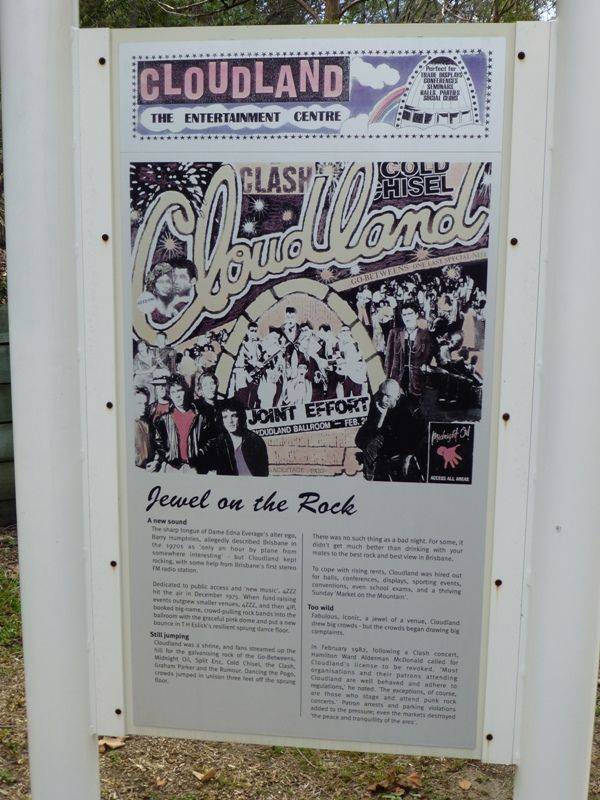 CLOUDLAND
THE ENTERTAINMENT CENTRE
Perfect for
TRADE DISPLAYS
CONFERENCES
SEMINARS
BALLS, PARTIES
SOCIAL CLUBS
CLASH
COLD
CHISEL
Cloudland
GO-BETWEENS ONE LAST SPECIAL NITE
JOINT EFFORT
CLOUDLAND BALLROOM — FEB. 2
BACKSTAGE PASS
Midnight Oil
ACCESS ALL AREAS
Jewel on the Rock
A new sound
The sharp tongue of Dame Edna Everage's alter ego,
Barry Humphries, allegedly described Brisbane in
the 1970s as 'only an hour by plane from
somewhere interesting' - but Cloudland kept
rocking, with some help from Brisbane's first stereo
FM radio station.
Dedicated to public access and 'new music', 4ZZZ
hit the air in December 1975. When fund raising
events outgrew smaller venues, 4ZZZ, and then 4IP,
booked big-name, crowd-pulling rock bands into the
ballroom with the graceful pink dome and put a new
bounce in T H Eslick's resilient sprung dance floor.
Still jumping
Cloudland was a shrine, and fans streamed up the
hill for the galvanising rock of the Go-Betweens,
Midnight Oil, Split Enz, Cold Chisel, the Clash,
Graham Parker and the Rumour. Dancing the Pogo,
crowds jumped in unison three feet off the sprung
floor.
There was no such thing as a bad night. For some, it
didn't get much better than drinking with your
mates to the best rock and best view in Brisbane.
To cope with rising rents, Cloudland was hired out
for balls, conferences, displays, sporting events,
conventions, even school exams, and a thriving
Sunday 'Market on the Mountain'.
Too wild
Fabulous, iconic, a jewel of a venue, Cloudland
drew big crowds - but the crowds began drawing big
complaints.
In February 1982, following a Clash concert,
Hamilton Ward Alderman McDonald called for
Cloudland's license to be revoked. 'Most
organisations and their patrons attending
Cloudland are well behaved and adhere to
regulations,' he noted. 'The exceptions, of course,
are those who stage and attend punk rock
concerts.' Patron arrests and parking violations
added to the pressure; even the markets destroyed
'the peace and tranquility of the area'.